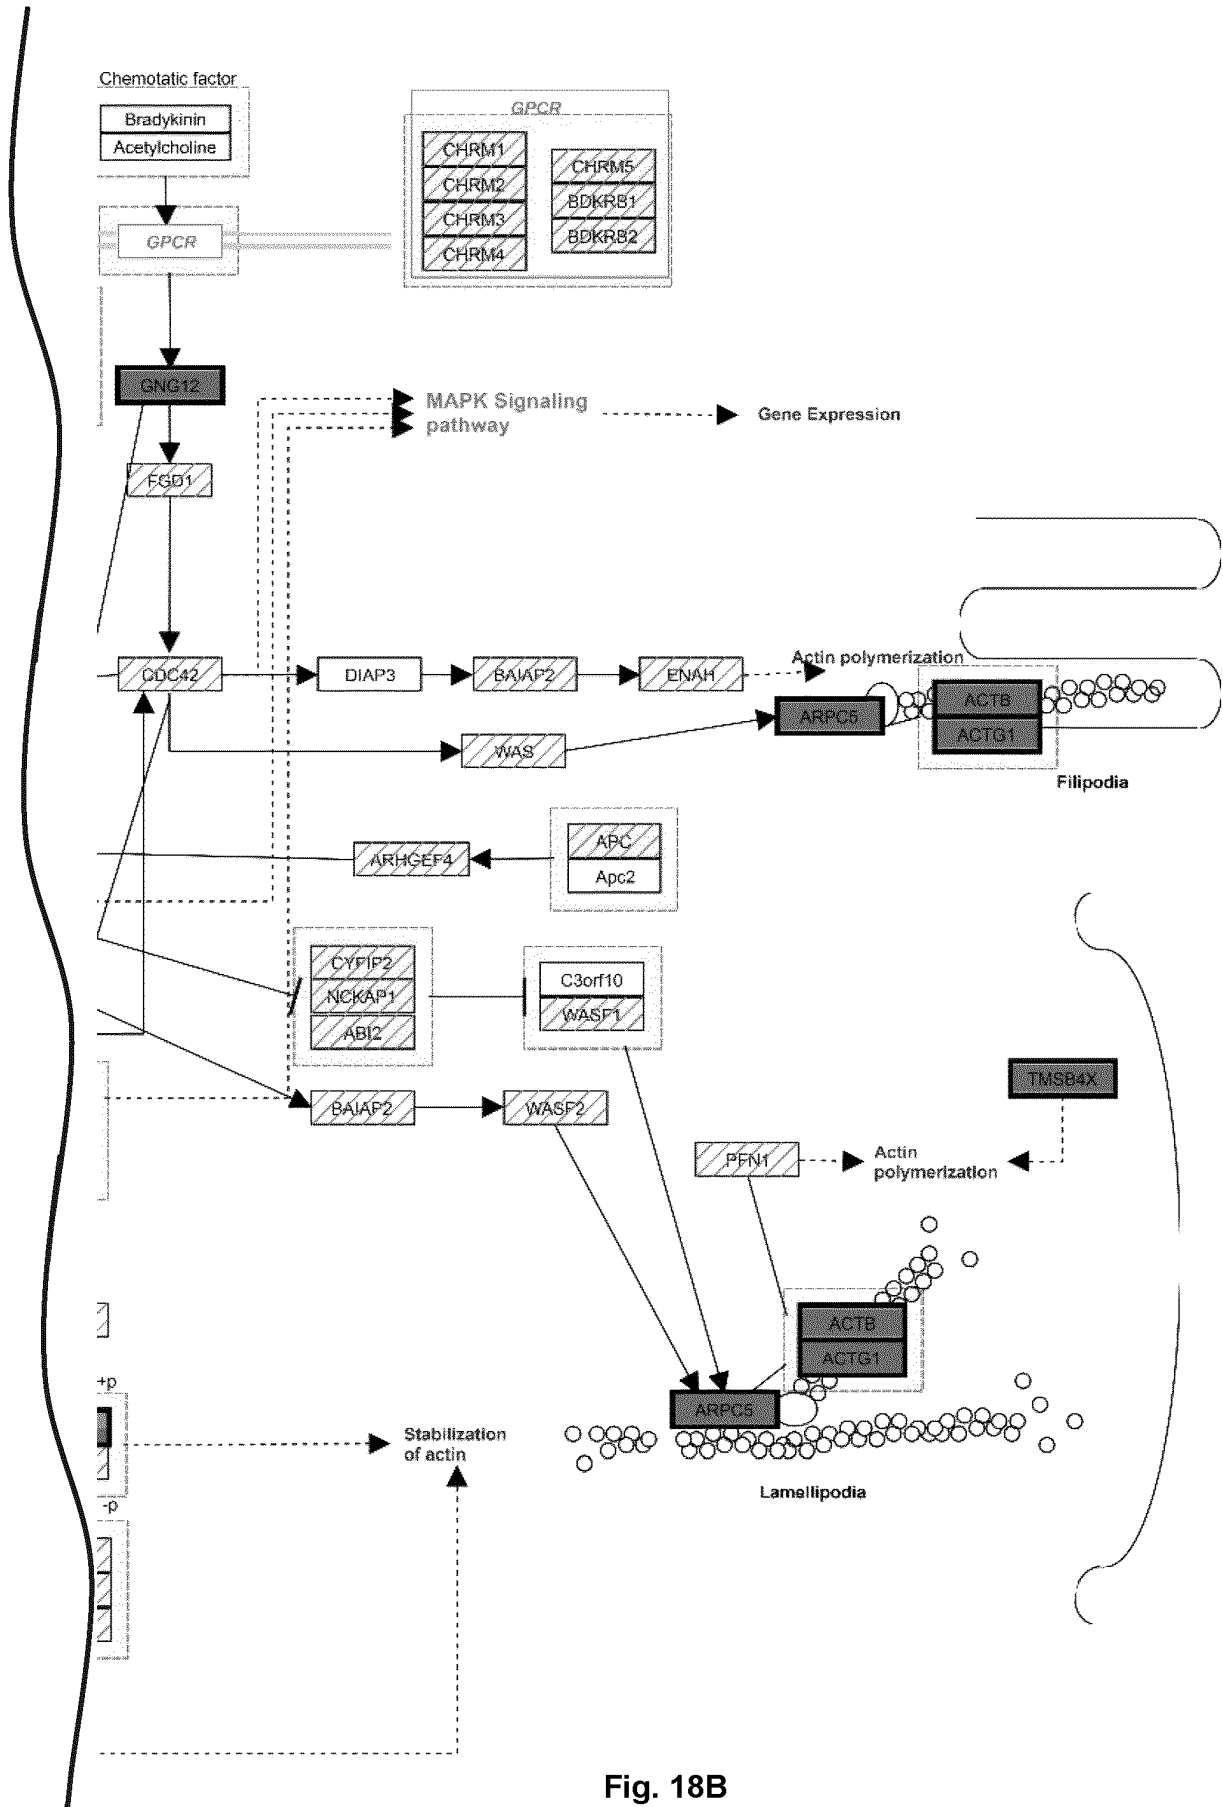 Chemotatic factor
Bradykinin
Acetylcholine
GPCR
GPCR
CHRM1
CHRM2
CHRM3
CHRM4
CHRM5
BDKRB1
BDKRB2
GNG12
FGD1
MAPK Signaling
pathway
Gene Expression
CDC42
DIAP3
BAIAP2
ENAH
Actin polymerization
ARPC5
ACTB
ACTG1
WAS
Filipodia
ARHGEF4
APC
Apc2
CYFIP2
NCKAP1
ABI2
C3orf10
WASF1
BAIAP2
WASF2
TMSB4X
PFN1
Actin
polymerization
ACTB
ACTG1
ARPC5
+p
Stabilization
of actin
-p
Lamellipodia
Fig. 18B